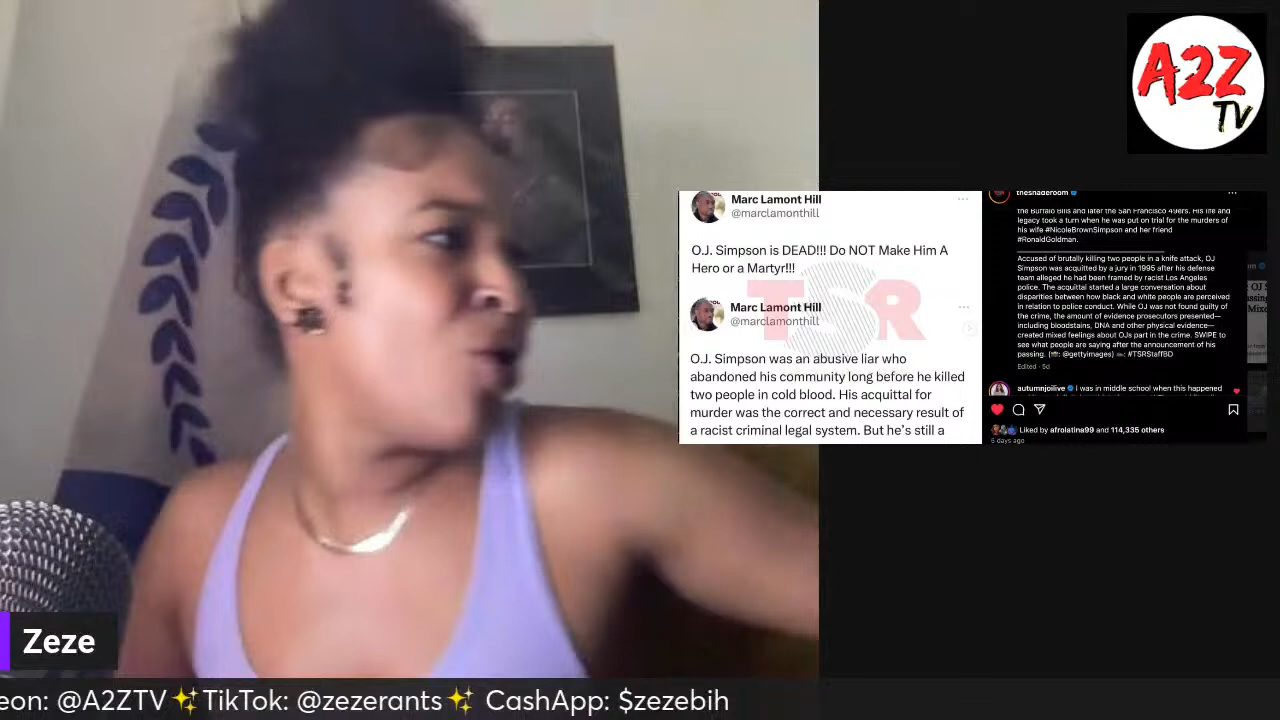 A2Z
TV
Marc Lamont Hill
@marclamonthill
O.J. Simpson is DEAD!!! Do NOT Make Him A
Hero or a Martyr!!!
TSR
Marc Lamont Hill
@marclamonthill
O.J. Simpson was an abusive liar who
abandoned his community long before he killed
two people in cold blood. His acquittal for
murder was the correct and necessary result of
a racist criminal legal system. But he's still a
theshaderoom
the Buffalo Bills and later the San Francisco 49ers. His life and
legacy took a turn when he was put on trial for the murders of
his wife #NicoleBrownSimpson and her friend
#RonaldGoldman.
Accused of brutally killing two people in a knife attack, OJ
Simpson was acquitted by a jury in 1995 after his defense
team alleged he had been framed by racist Los Angeles
police. The acquittal started a large conversation about
disparities between how black and white people are perceived
in relation to police conduct. While OJ was not found guilty of
the crime, the amount of evidence prosecutors presented—
including bloodstains, DNA and other physical evidence—
created mixed feelings about OJs part in the crime. SWIPE to
see what people are saying after the announcement of his
passing. (📸: @gettyimages) ✏️: #TSRStaffBD
Edited · 5d
autumnjoilive I was in middle school when this happened
Liked by afrolatina99 and 114,335 others
6 days ago
OJ S
Zeze
eon: @A2ZTV✨TikTok: @zezerants✨ CashApp: $zezebih